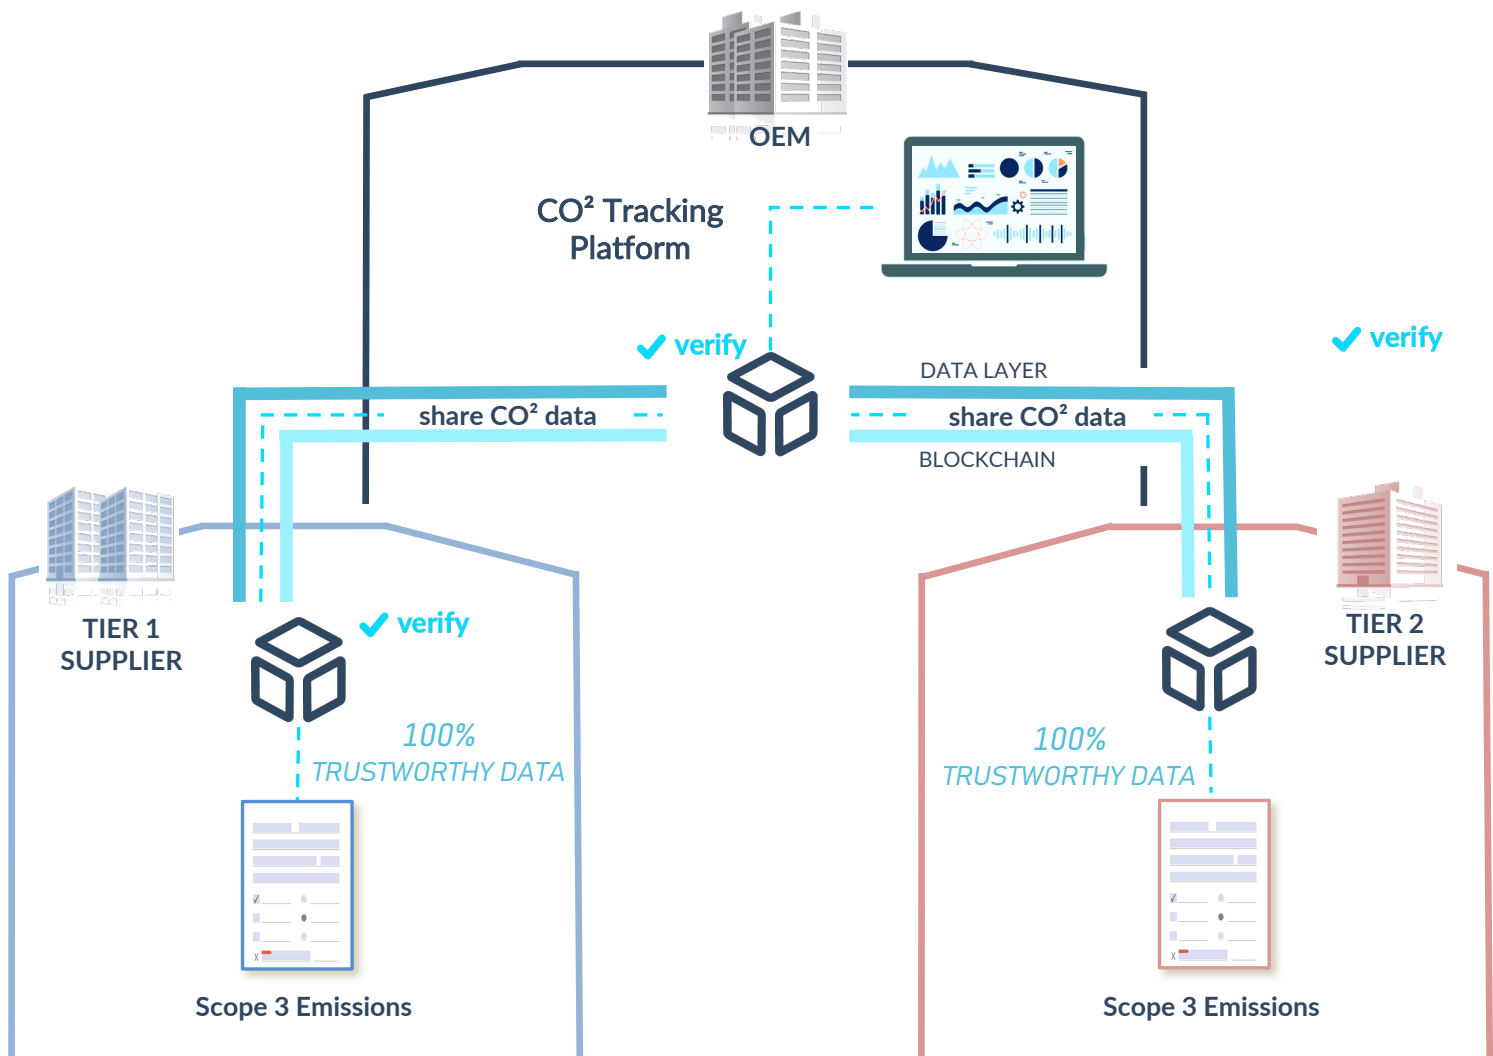 OEM
CO² Tracking
Platform
verify
verify
DATA LAYER
share CO² data
share CO² data
BLOCKCHAIN
TIER 1
SUPPLIER
verify
TIER 2
SUPPLIER
100%
TRUSTWORTHY DATA
100%
TRUSTWORTHY DATA
X
X
Scope 3 Emissions
Scope 3 Emissions